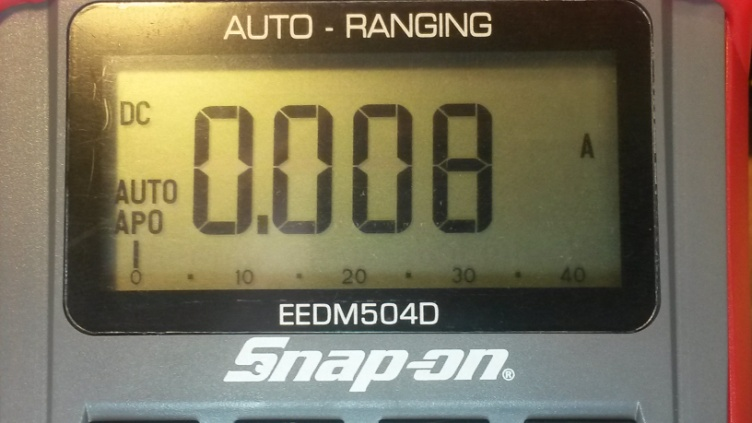 AUTO - RANGING
DC
0.008
A
AUTO
APO
0 10 20 30 40
EEDM504D
Snap-on®